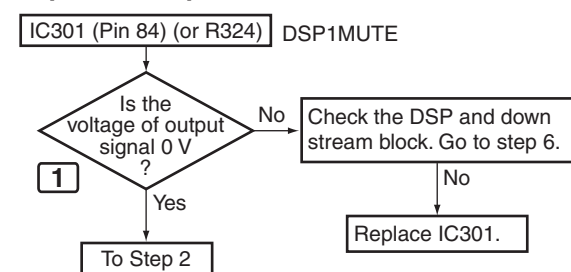 IC301 (Pin 84) (or R324) DSP1MUTE
Is the
voltage of output
signal 0 V
?
No
Check the DSP and down
stream block. Go to step 6.
1
No
Yes
Replace IC301.
To Step 2